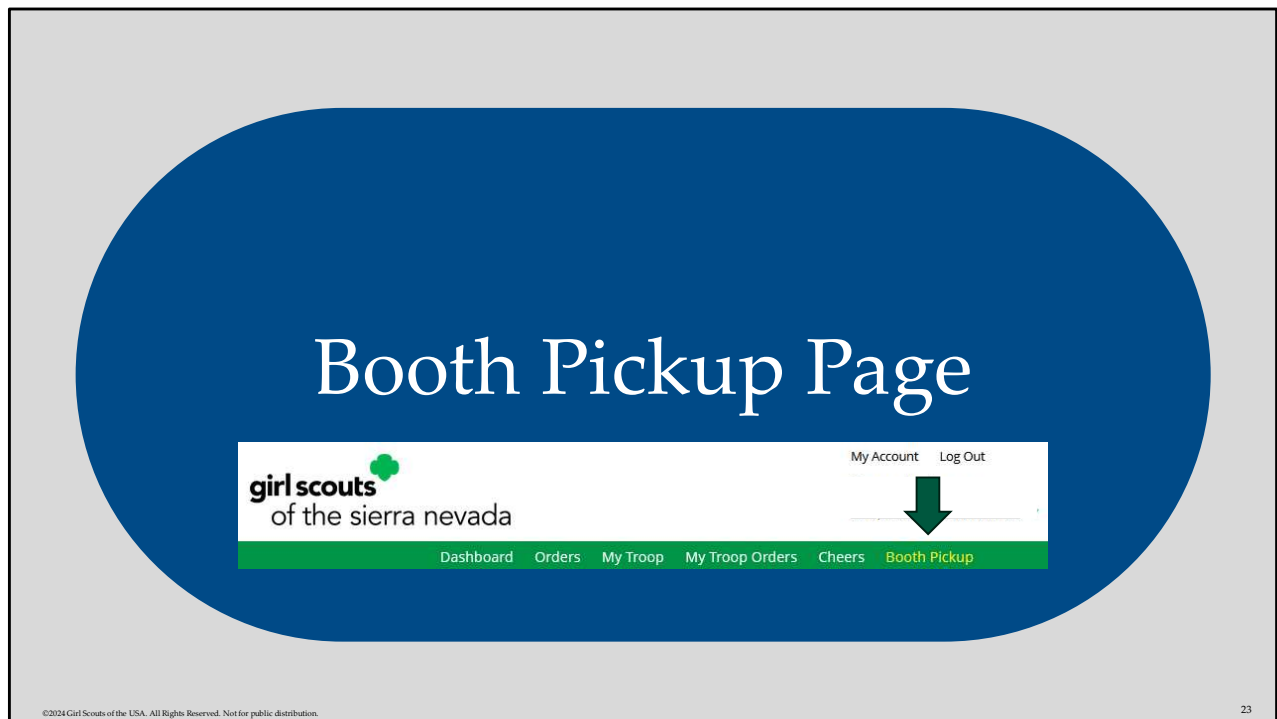 Booth Pickup Page
My Account Log Out
girl scouts
of the sierra nevada
Dashboard Orders My Troop My Troop Orders Cheers Booth Pickup
©2024 Girl Scouts of the USA. All Rights Reserved. Not for public distribution.
23